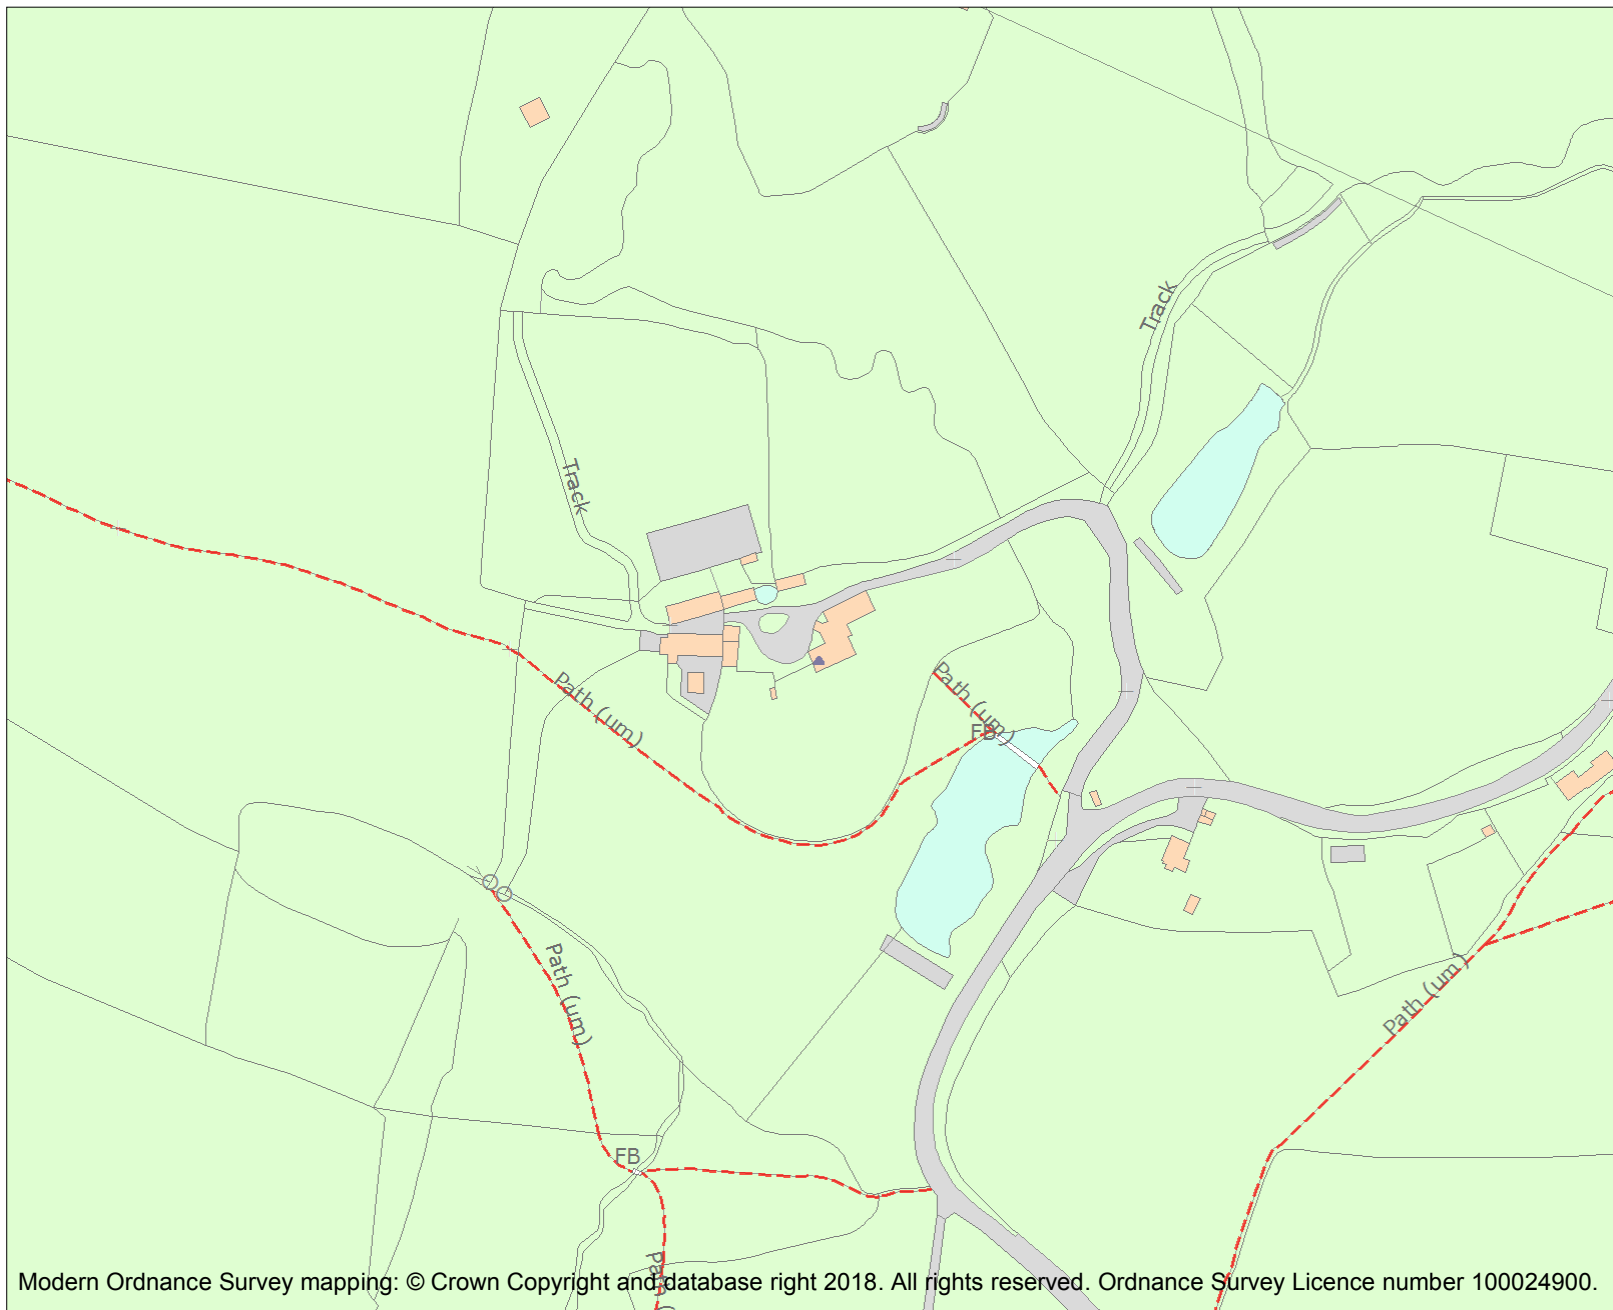 Track
Track
Path (um)
Path (um)
FB
Path (um)
Path (um)
FB
Path (
Modern Ordnance Survey mapping: © Crown Copyright and database right 2018. All rights reserved. Ordnance Survey Licence number 100024900.